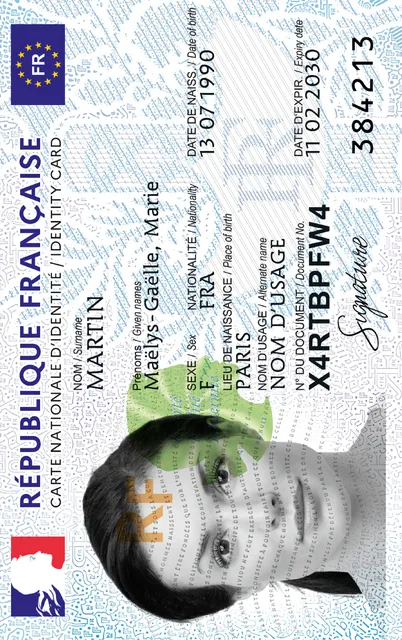 RÉPUBLIQUE FRANÇAISE
FR
CARTE NATIONALE D'IDENTITÉ / IDENTITY CARD
NOM / Surname
MARTIN
Prénoms / Given names
Maëlys-Gaëlle, Marie
SEXE / Sex NATIONALITÉ / Nationality DATE DE NAISS. / Date of birth
F FRA 13 07 1990
LIEU DE NAISSANCE / Place of birth
PARIS
NOM D'USAGE / Alternate name
NOM D'USAGE
N° DU DOCUMENT / Document No. DATE D'EXPIR. / Expiry date
X4RTBPFW4 11 02 2030
Signature
384213
RF